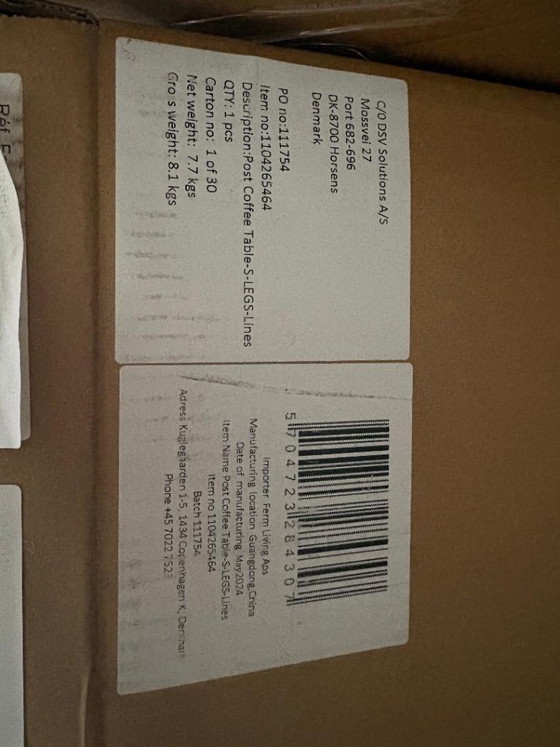 C/O DSV Solutions A/S
Mossvej 27
Port 682-696
DK-8700 Horsens
Denmark
PO no:111754
Item no:1104265464
Description:Post Coffee Table-S-LEGS-Lines
QTY: 1 pcs
Carton no: 1 of 30
Net weight: 7.7 kgs
Gross weight: 8.1 kgs
5 704723 284307
Importer Ferm Living Aps
Manufacturing location Guangdong,China
Date of manufacturing May2024
Item Name Post Coffee Table-S-LEGS-Lines
Item no 1104265464
Batch 111754
Adress Kuglegården 1-5, 1434 Copenhagen K, Denmark
Phone +45 7022 7523
Réf